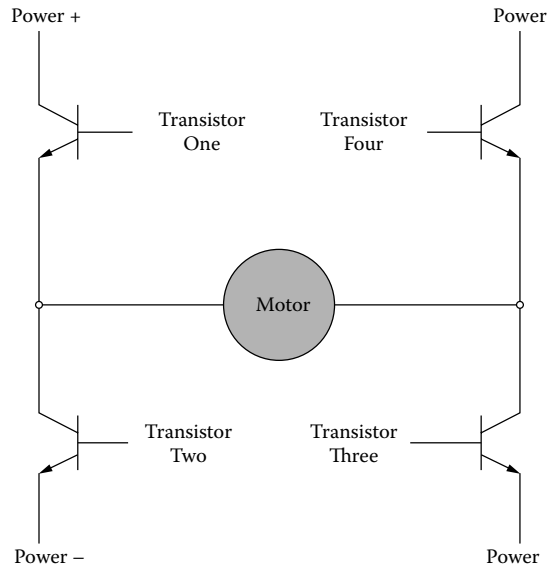 Power +
Power
Transistor
One
Transistor
Four
Motor
Transistor
Two
Transistor
Three
Power –
Power